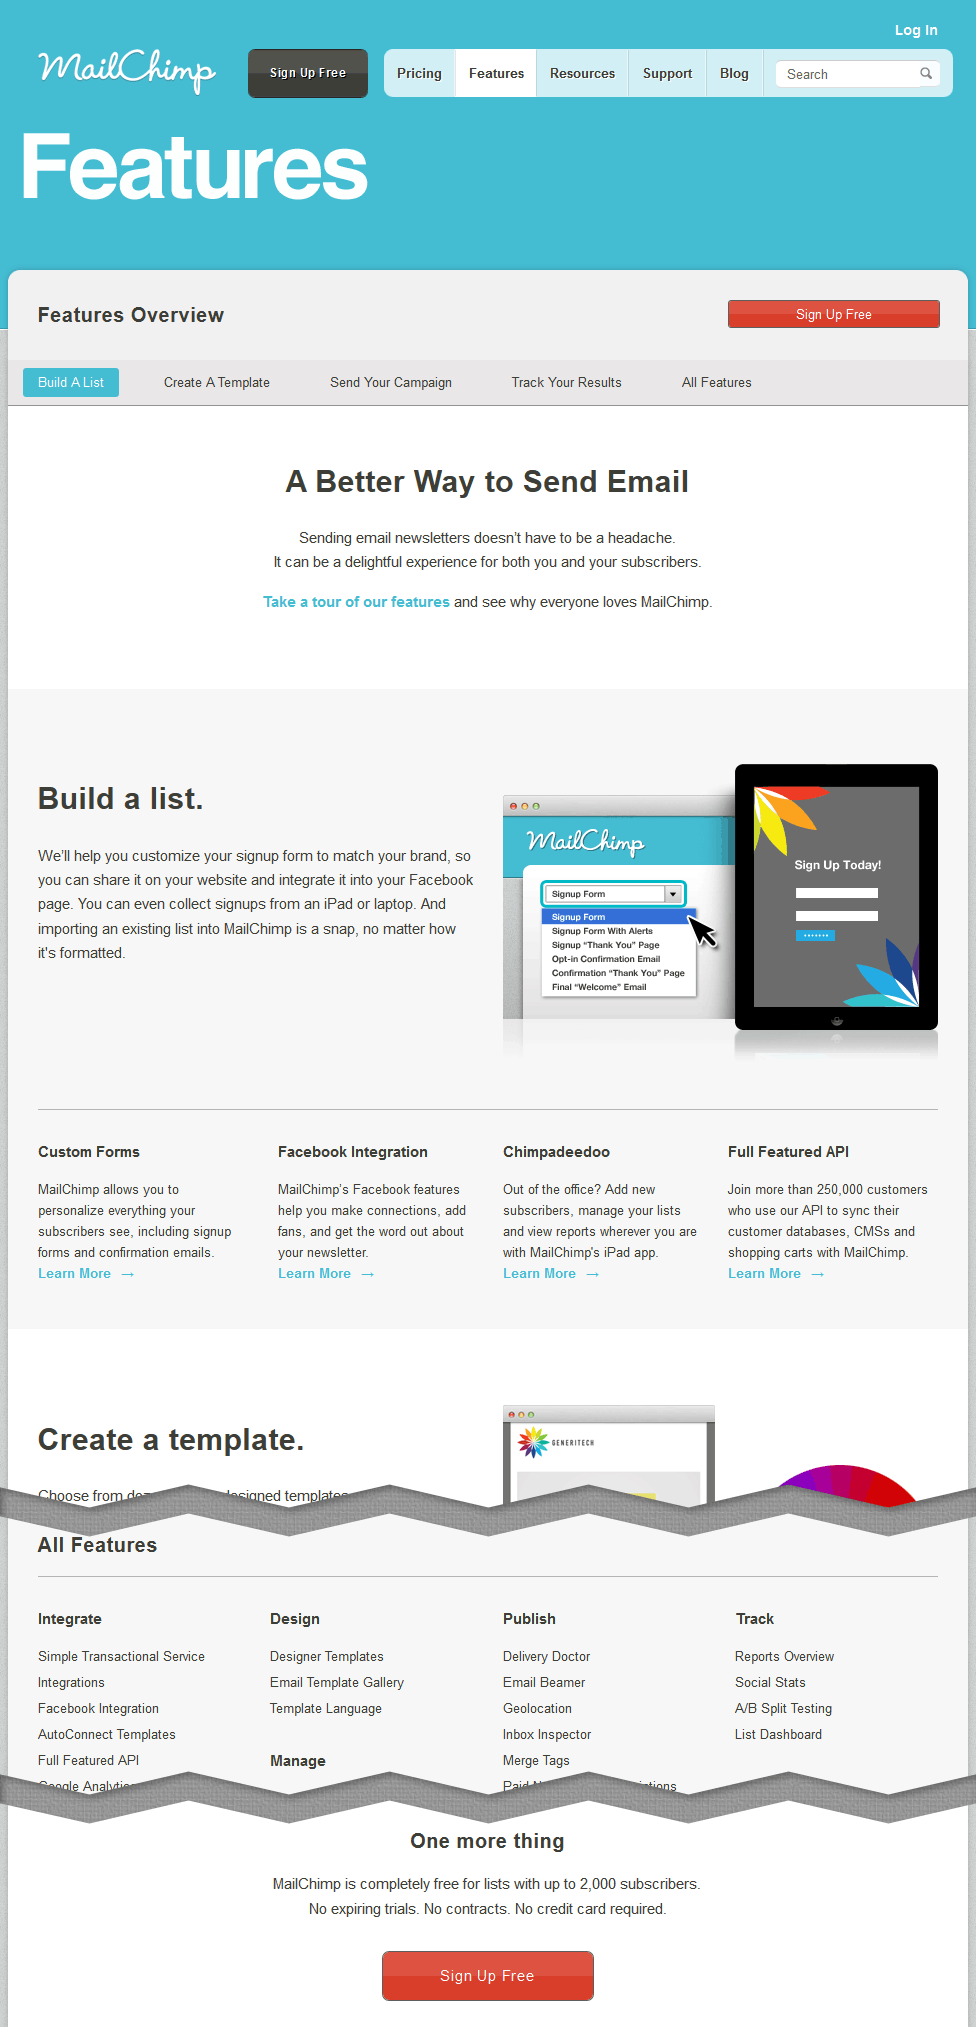 Log In
MailChimp
Sign Up Free
Pricing
Features
Resources
Support
Blog
Search
Features
Features Overview
Sign Up Free
Build A List
Create A Template
Send Your Campaign
Track Your Results
All Features
A Better Way to Send Email
Sending email newsletters doesn’t have to be a headache.
It can be a delightful experience for both you and your subscribers.
Take a tour of our features and see why everyone loves MailChimp.
Build a list.
We’ll help you customize your signup form to match your brand, so
you can share it on your website and integrate it into your Facebook
page. You can even collect signups from an iPad or laptop. And
importing an existing list into MailChimp is a snap, no matter how
it's formatted.
MailChimp
Signup Form
Signup Form
Signup Form With Alerts
Signup “Thank You” Page
Opt-in Confirmation Email
Confirmation “Thank You” Page
Final “Welcome” Email
Sign Up Today!
Custom Forms
MailChimp allows you to
personalize everything your
subscribers see, including signup
forms and confirmation emails.
Learn More →
Facebook Integration
MailChimp’s Facebook features
help you make connections, add
fans, and get the word out about
your newsletter.
Learn More →
Chimpadeedoo
Out of the office? Add new
subscribers, manage your lists
and view reports wherever you are
with MailChimp's iPad app.
Learn More →
Full Featured API
Join more than 250,000 customers
who use our API to sync their
customer databases, CMSs and
shopping carts with MailChimp.
Learn More →
Create a template.
GENERITECH
Choose from designed templates
All Features
Integrate
Simple Transactional Service
Integrations
Facebook Integration
AutoConnect Templates
Full Featured API
Google Analytics
Design
Designer Templates
Email Template Gallery
Template Language
Manage
Publish
Delivery Doctor
Email Beamer
Geolocation
Inbox Inspector
Merge Tags
Paid
Track
Reports Overview
Social Stats
A/B Split Testing
List Dashboard
One more thing
MailChimp is completely free for lists with up to 2,000 subscribers.
No expiring trials. No contracts. No credit card required.
Sign Up Free